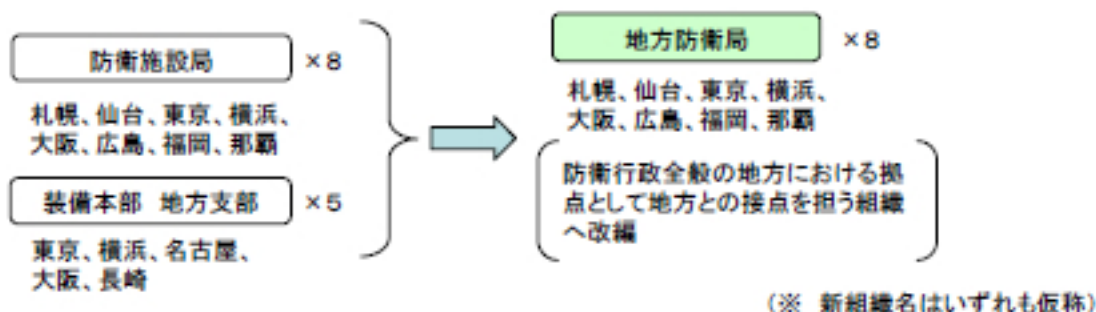 防衛施設局 ×8
札幌、仙台、東京、横浜、
大阪、広島、福岡、那覇
装備本部 地方支部 ×5
東京、横浜、名古屋、
大阪、長崎
地方防衛局 ×8
札幌、仙台、東京、横浜、
大阪、広島、福岡、那覇
防衛行政全般の地方における拠
点として地方との接点を担う組織
へ改編
(※ 新組織名はいずれも仮称)